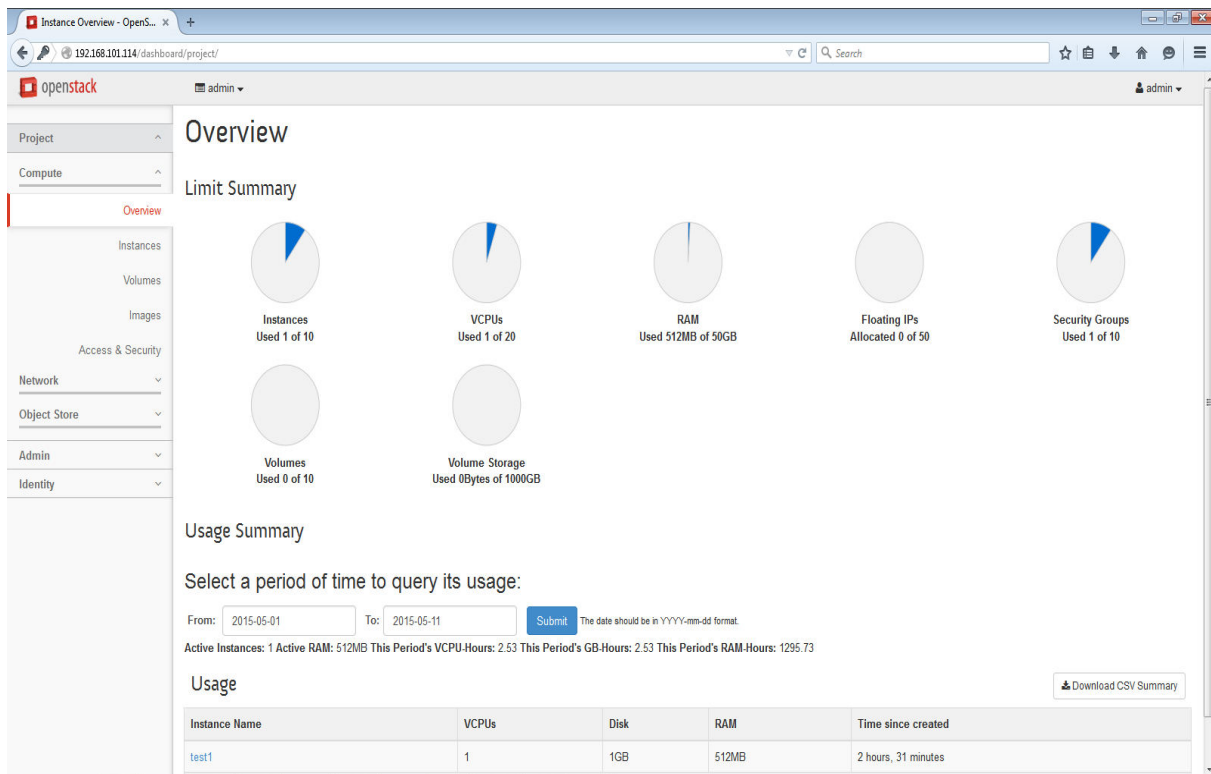 Instance Overview - OpenS... × +
192.168.101.114/dashboard/project/
Search
openstack
admin
admin
Project
Compute
Overview
Instances
Volumes
Images
Access & Security
Network
Object Store
Admin
Identity
Overview
Limit Summary
Instances
Used 1 of 10
VCPUs
Used 1 of 20
RAM
Used 512MB of 50GB
Floating IPs
Allocated 0 of 50
Security Groups
Used 1 of 10
Volumes
Used 0 of 10
Volume Storage
Used 0Bytes of 1000GB
Usage Summary
Select a period of time to query its usage:
From: 2015-05-01 To: 2015-05-11 Submit The date should be in YYYY-mm-dd format.
Active Instances: 1 Active RAM: 512MB This Period's VCPU-Hours: 2.53 This Period's GB-Hours: 2.53 This Period's RAM-Hours: 1295.73
Usage
Download CSV Summary
Instance Name VCPUs Disk RAM Time since created
test1 1 1GB 512MB 2 hours, 31 minutes